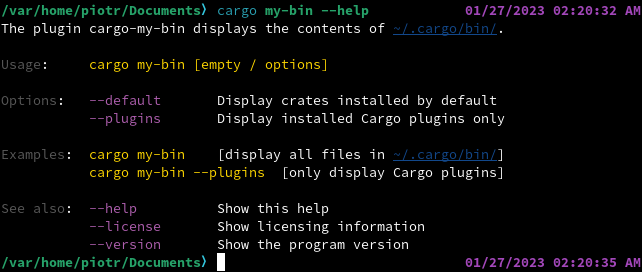 /var/home/piotr/Documents〉 cargo my-bin --help 01/27/2023 02:20:32 AM
The plugin cargo-my-bin displays the contents of ~/.cargo/bin/.
Usage: cargo my-bin [empty / options]
Options: --default Display crates installed by default
--plugins Display installed Cargo plugins only
Examples: cargo my-bin [display all files in ~/.cargo/bin/]
cargo my-bin --plugins [only display Cargo plugins]
See also: --help Show this help
--license Show licensing information
--version Show the program version
/var/home/piotr/Documents〉 01/27/2023 02:20:35 AM